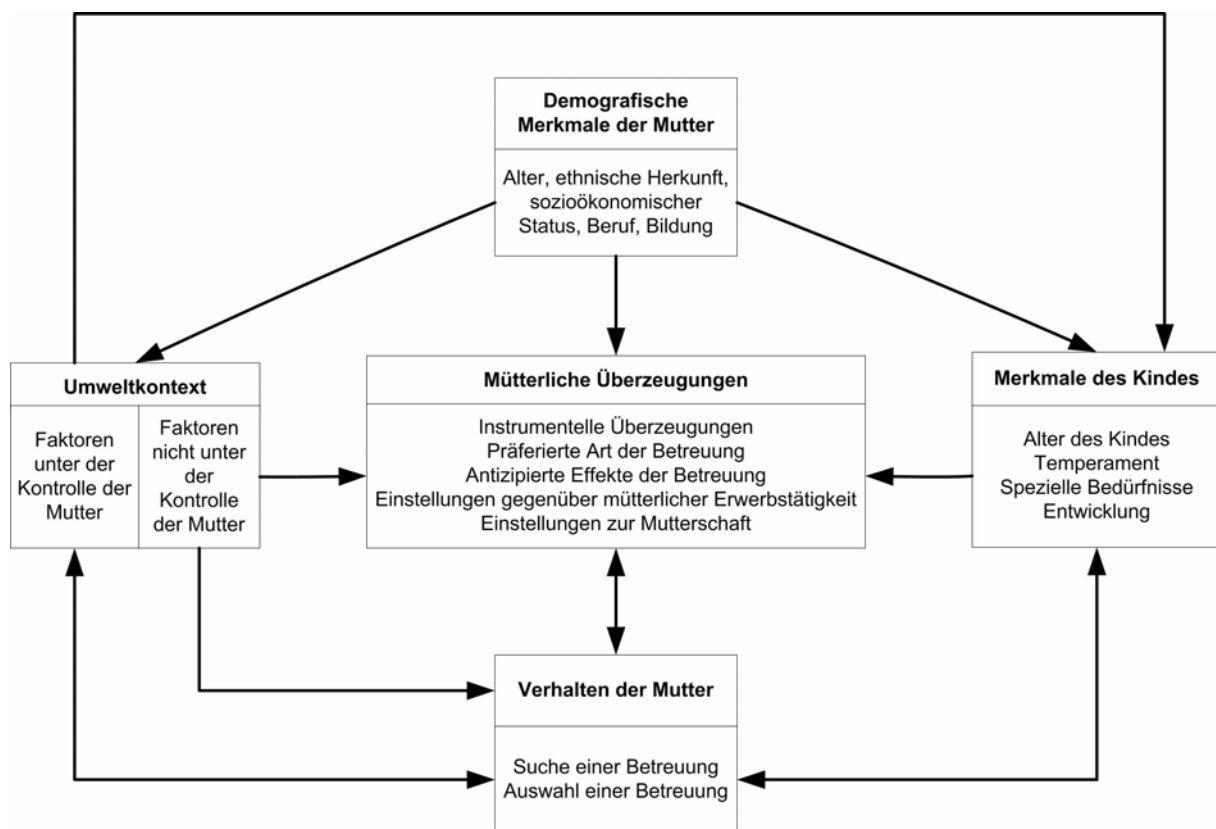 Demografische
Merkmale der Mutter
Alter, ethnische Herkunft,
sozioökonomischer
Status, Beruf, Bildung
Umweltkontext
Faktoren
unter der
Kontrolle der
Mutter
Faktoren
nicht unter
der
Kontrolle
der Mutter
Mütterliche Überzeugungen
Instrumentelle Überzeugungen
Präferierte Art der Betreuung
Antizipierte Effekte der Betreuung
Einstellungen gegenüber mütterlicher Erwerbstätigkeit
Einstellungen zur Mutterschaft
Merkmale des Kindes
Alter des Kindes
Temperament
Spezielle Bedürfnisse
Entwicklung
Verhalten der Mutter
Suche einer Betreuung
Auswahl einer Betreuung